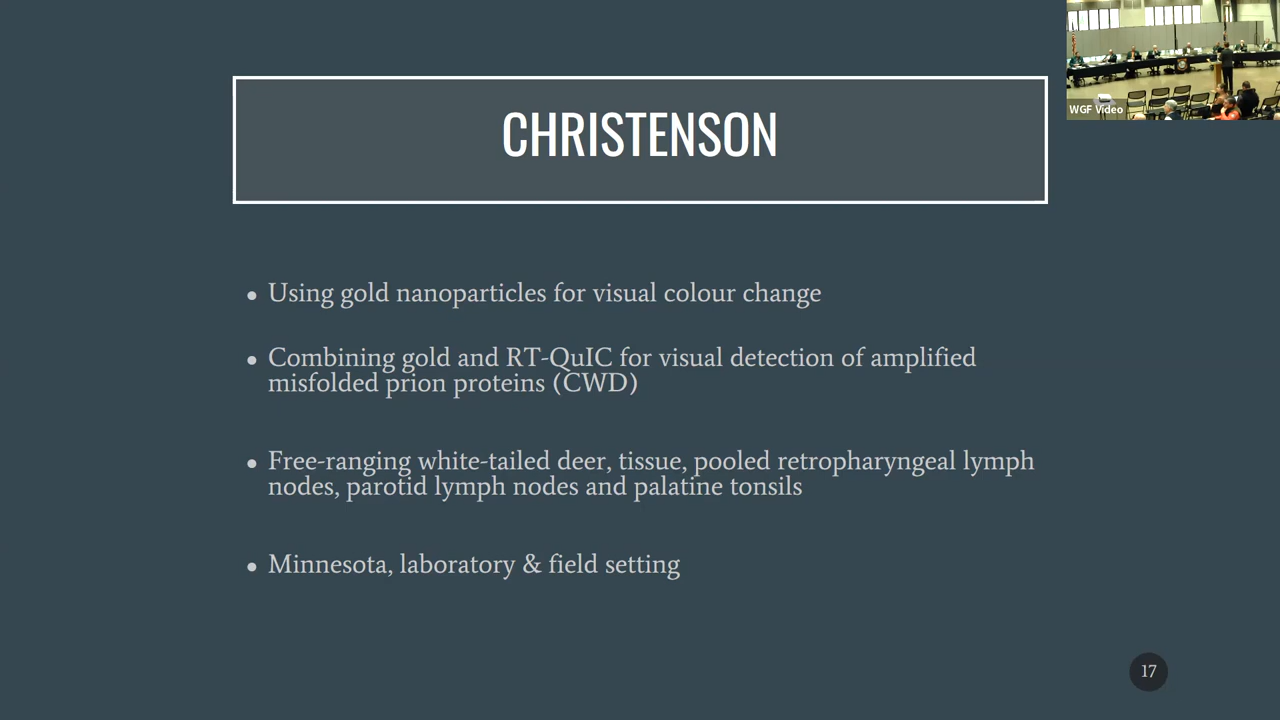 WGF Video
CHRISTENSON
• Using gold nanoparticles for visual colour change
• Combining gold and RT-QuIC for visual detection of amplified
misfolded prion proteins (CWD)
• Free-ranging white-tailed deer, tissue, pooled retropharyngeal lymph
nodes, parotid lymph nodes and palatine tonsils
• Minnesota, laboratory & field setting
17